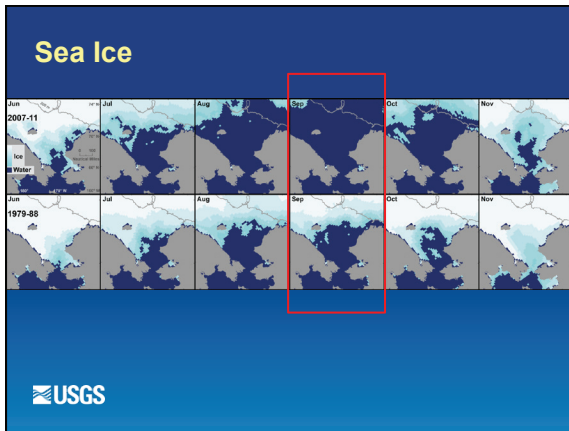 Sea Ice
Jun
Jul
Aug
Sep
Oct
Nov
2007-11
Ice
Water
Jun
Jul
Aug
Sep
Oct
Nov
1979-88
USGS